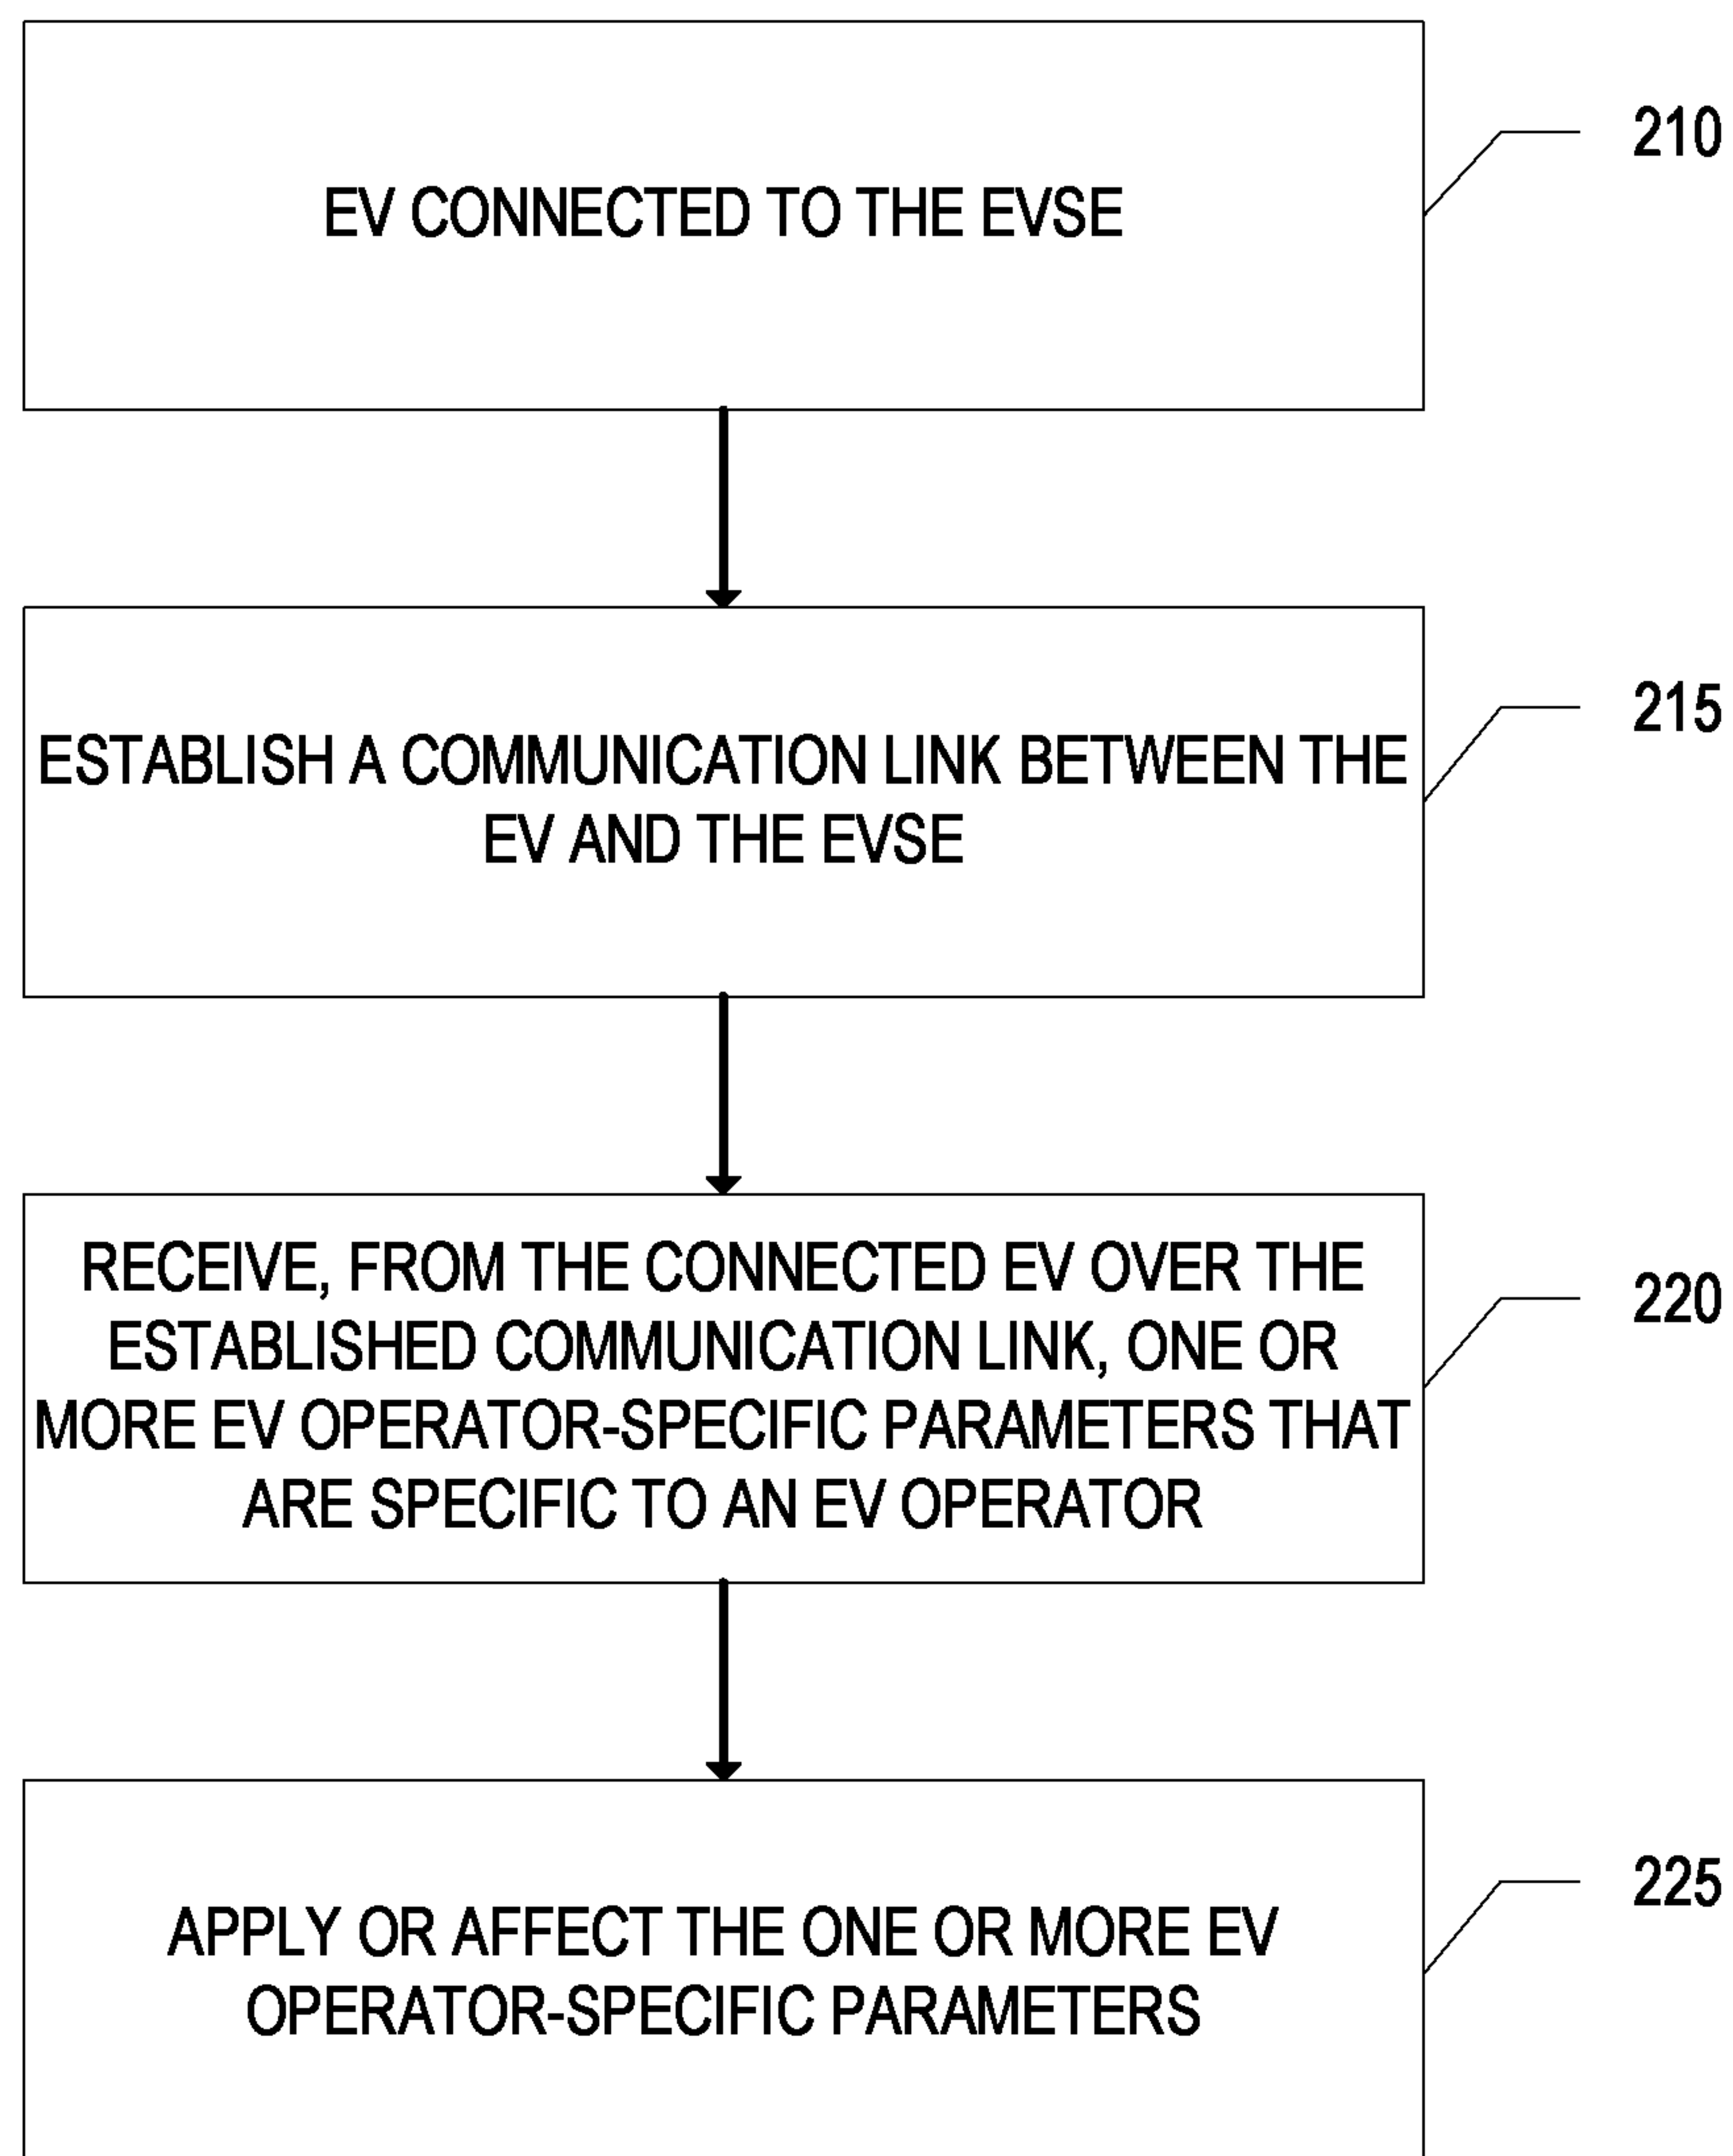 EV CONNECTED TO THE EVSE
210
ESTABLISH A COMMUNICATION LINK BETWEEN THE
EV AND THE EVSE
215
RECEIVE, FROM THE CONNECTED EV OVER THE
ESTABLISHED COMMUNICATION LINK, ONE OR
MORE EV OPERATOR-SPECIFIC PARAMETERS THAT
ARE SPECIFIC TO AN EV OPERATOR
220
APPLY OR AFFECT THE ONE OR MORE EV
OPERATOR-SPECIFIC PARAMETERS
225